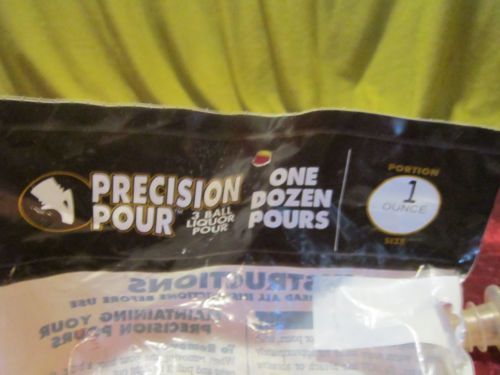 PRECISION
POUR™
3 BALL
LIQUOR
POUR
ONE
DOZEN
POURS
PORTION
1
OUNCE
SIZE
INSTRUCTIONS
READ ALL INSTRUCTIONS BEFORE USE
MAINTAINING YOUR
PRECISION POURS